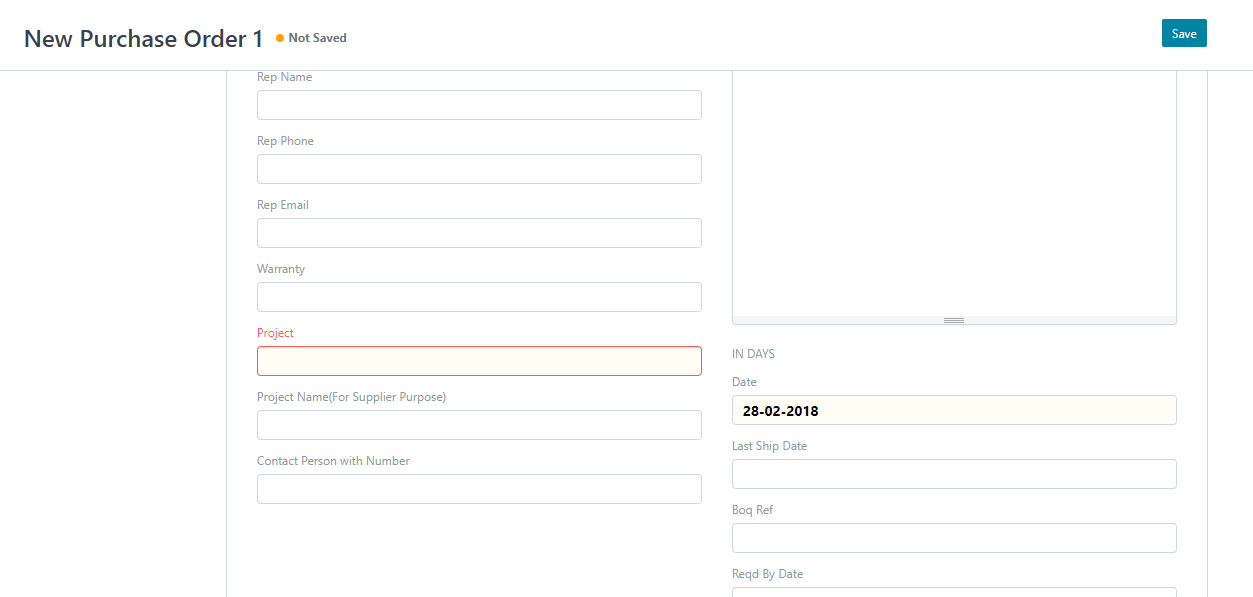 New Purchase Order 1
Not Saved
Save
Rep Name
Rep Phone
Rep Email
Warranty
Project
Project Name(For Supplier Purpose)
Contact Person with Number
IN DAYS
Date
28-02-2018
Last Ship Date
Boq Ref
Reqd By Date